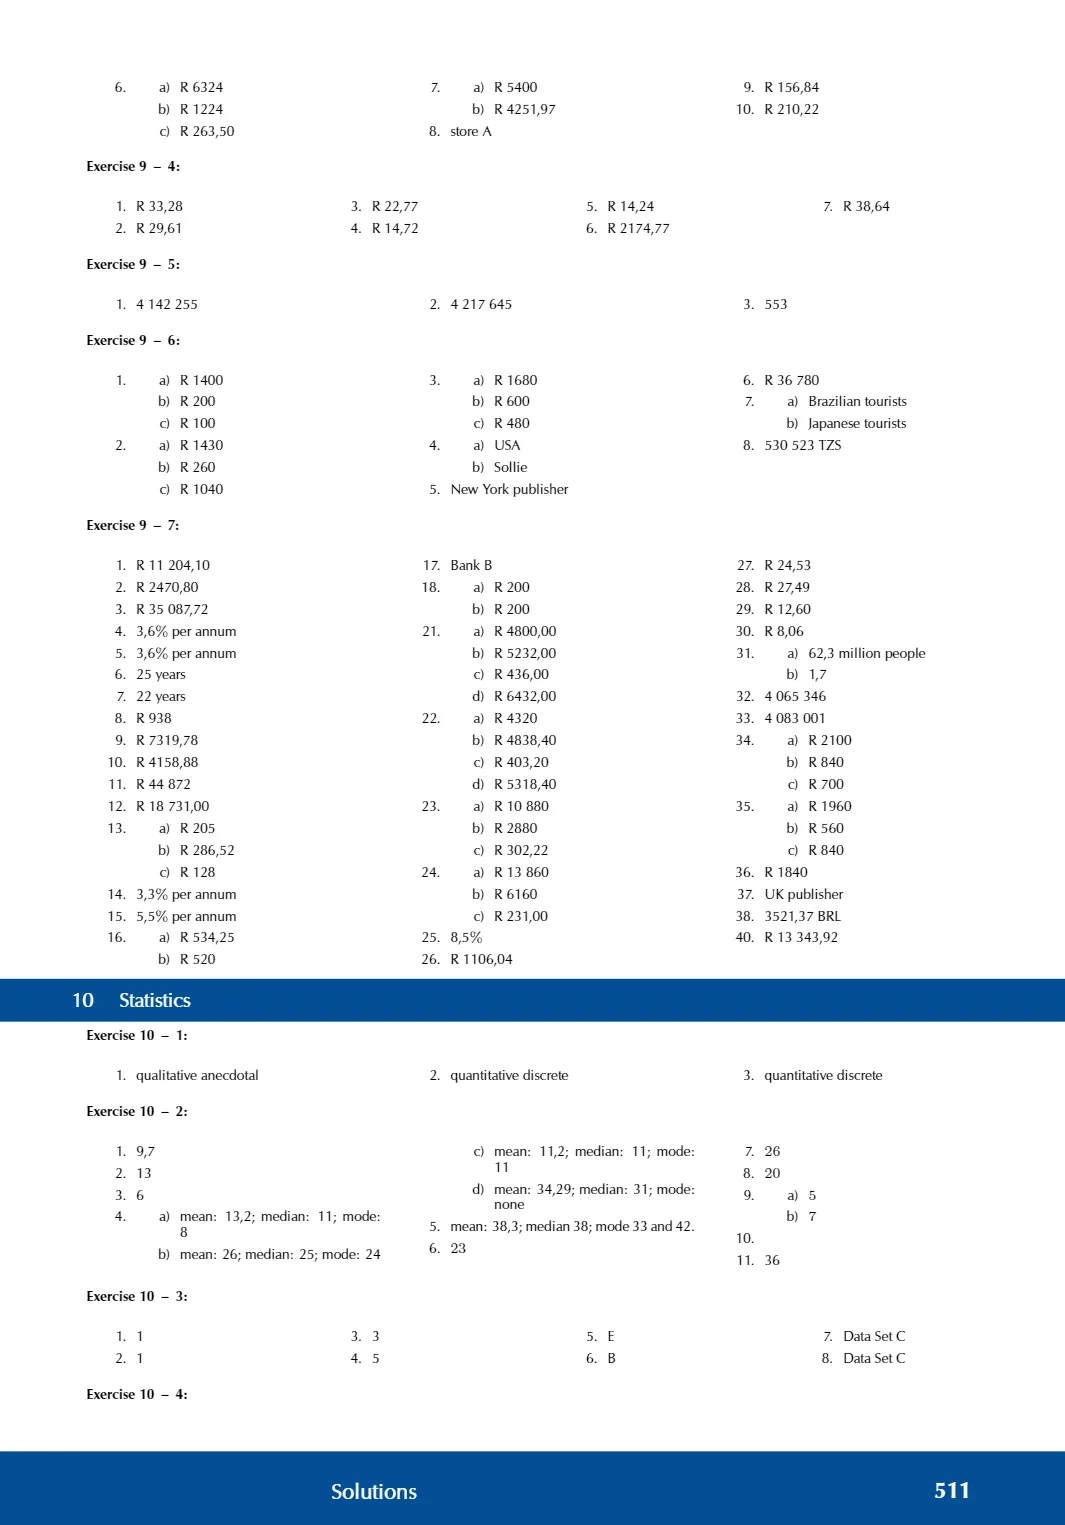 6. a) R 6324
b) R 1224
c) R 263,50
7. a) R 5400
b) R 4251,97
8. store A
9. R 156,84
10. R 210,22
Exercise 9 – 4:
1. R 33,28
2. R 29,61
3. R 22,77
4. R 14,72
5. R 14,24
6. R 2174,77
7. R 38,64
Exercise 9 – 5:
1. 4 142 255
2. 4 217 645
3. 553
Exercise 9 – 6:
1. a) R 1400
b) R 200
c) R 100
2. a) R 1430
b) R 260
c) R 1040
3. a) R 1680
b) R 600
c) R 480
4. a) USA
b) Sollie
5. New York publisher
6. R 36 780
7. a) Brazilian tourists
b) Japanese tourists
8. 530 523 TZS
Exercise 9 – 7:
1. R 11 204,10
2. R 2470,80
3. R 35 087,72
4. 3,6% per annum
5. 3,6% per annum
6. 25 years
7. 22 years
8. R 938
9. R 7319,78
10. R 4158,88
11. R 44 872
12. R 18 731,00
13. a) R 205
b) R 286,52
c) R 128
14. 3,3% per annum
15. 5,5% per annum
16. a) R 534,25
b) R 520
17. Bank B
18. a) R 200
b) R 200
21. a) R 4800,00
b) R 5232,00
c) R 436,00
d) R 6432,00
22. a) R 4320
b) R 4838,40
c) R 403,20
d) R 5318,40
23. a) R 10 880
b) R 2880
c) R 302,22
24. a) R 13 860
b) R 6160
c) R 231,00
25. 8,5%
26. R 1106,04
27. R 24,53
28. R 27,49
29. R 12,60
30. R 8,06
31. a) 62,3 million people
b) 1,7
32. 4 065 346
33. 4 083 001
34. a) R 2100
b) R 840
c) R 700
35. a) R 1960
b) R 560
c) R 840
36. R 1840
37. UK publisher
38. 3521,37 BRL
40. R 13 343,92
10 Statistics
Exercise 10 – 1:
1. qualitative anecdotal
2. quantitative discrete
3. quantitative discrete
Exercise 10 – 2:
1. 9,7
2. 13
3. 6
4. a) mean: 13,2; median: 11; mode:
8
b) mean: 26; median: 25; mode: 24
c) mean: 11,2; median: 11; mode:
11
d) mean: 34,29; median: 31; mode:
none
5. mean: 38,3; median 38; mode 33 and 42.
6. 23
7. 26
8. 20
9. a) 5
b) 7
10.
11. 36
Exercise 10 – 3:
1. 1
2. 1
3. 3
4. 5
5. E
6. B
7. Data Set C
8. Data Set C
Exercise 10 – 4:
Solutions 511